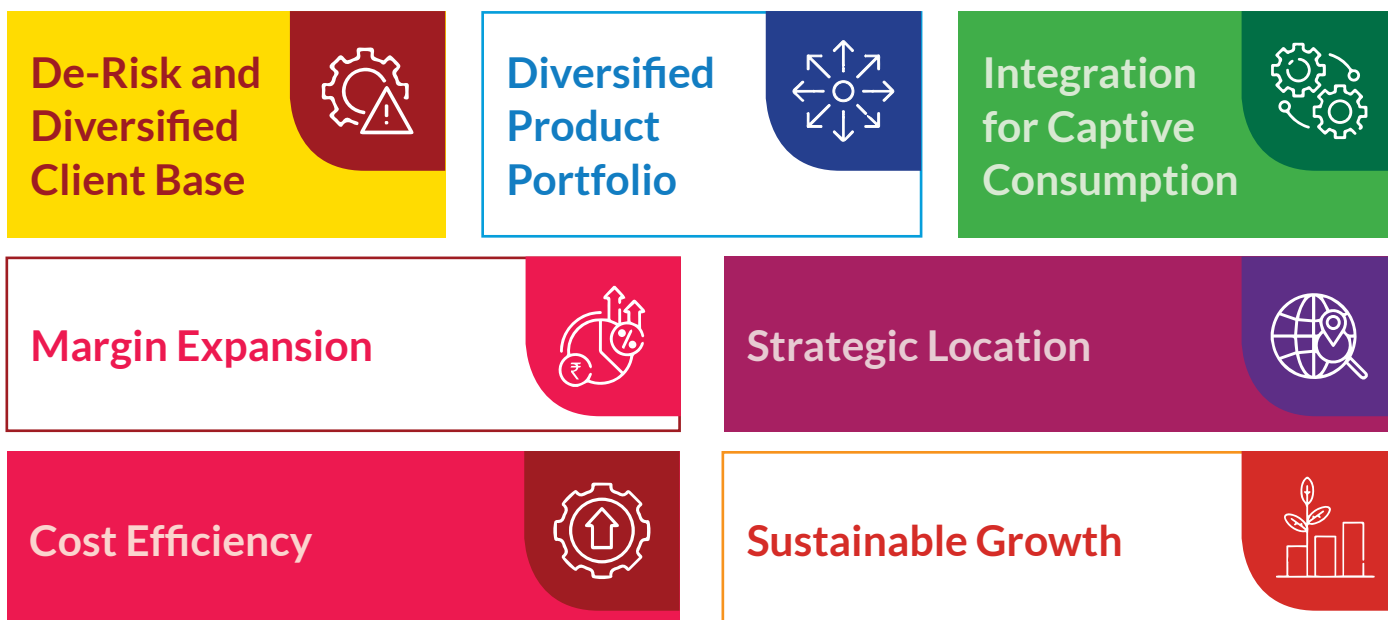 De-Risk and
Diversified
Client Base
Diversified
Product
Portfolio
Integration
for Captive
Consumption
Margin Expansion
%
₹
Strategic Location
Cost Efficiency
Sustainable Growth